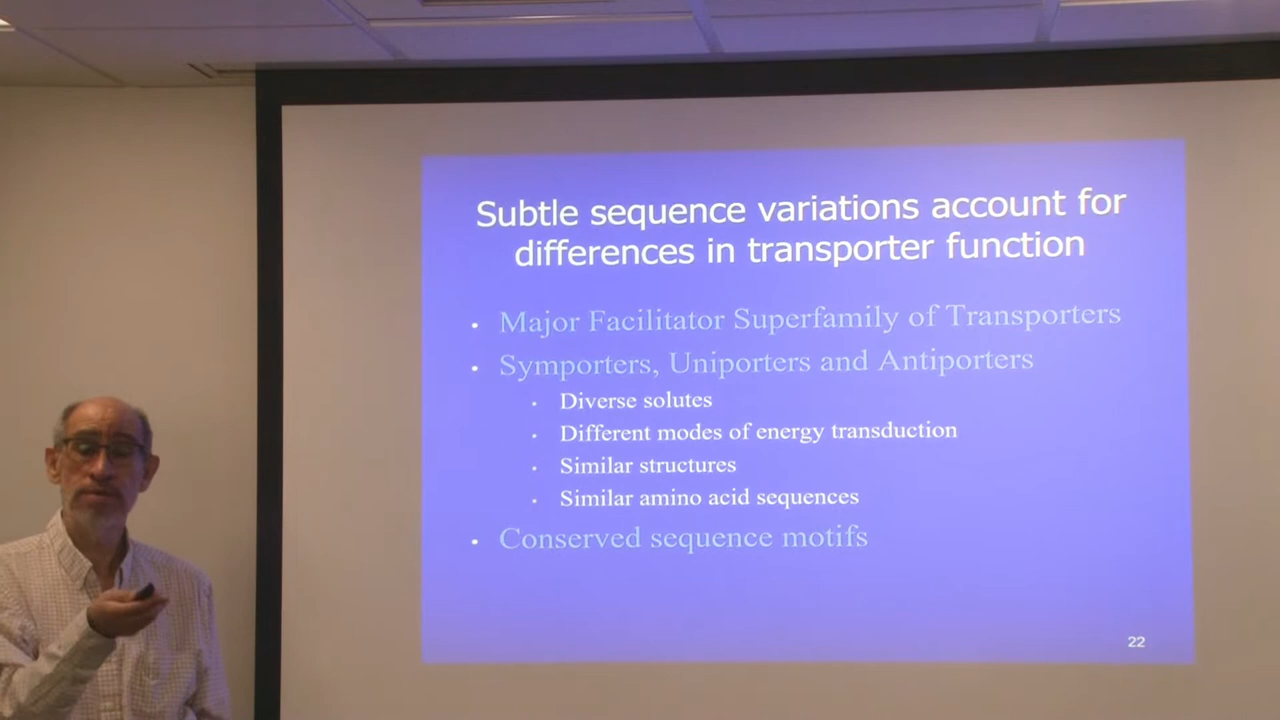 Subtle sequence variations account for
differences in transporter function
• Major Facilitator Superfamily of Transporters
• Symporters, Uniporters and Antiporters
• Diverse solutes
• Different modes of energy transduction
• Similar structures
• Similar amino acid sequences
• Conserved sequence motifs
22